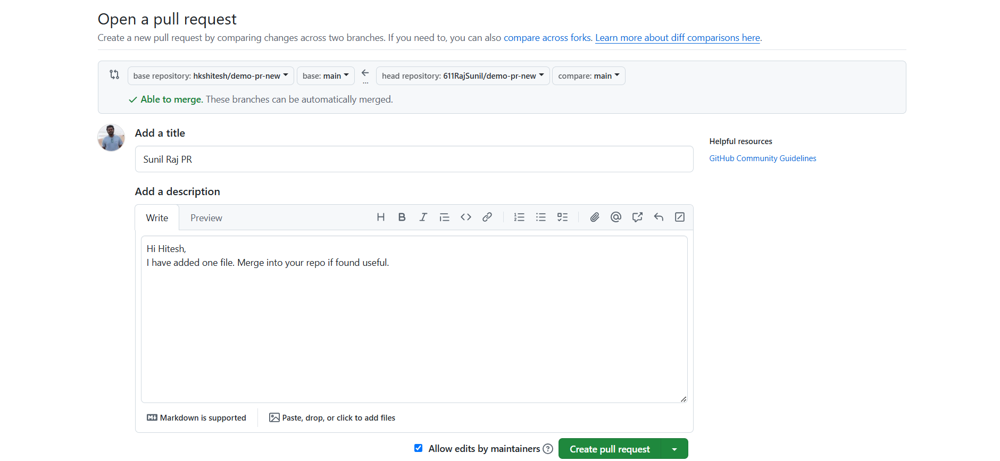 Open a pull request
Create a new pull request by comparing changes across two branches. If you need to, you can also compare across forks. Learn more about diff comparisons here.
base repository: hkshitesh/demo-pr-new base: main ... head repository: 611RajSunil/demo-pr-new compare: main
Able to merge. These branches can be automatically merged.
Add a title
Sunil Raj PR
Helpful resources
GitHub Community Guidelines
Add a description
Write Preview
Hi Hitesh,
I have added one file. Merge into your repo if found useful.
Markdown is supported Paste, drop, or click to add files
Allow edits by maintainers Create pull request